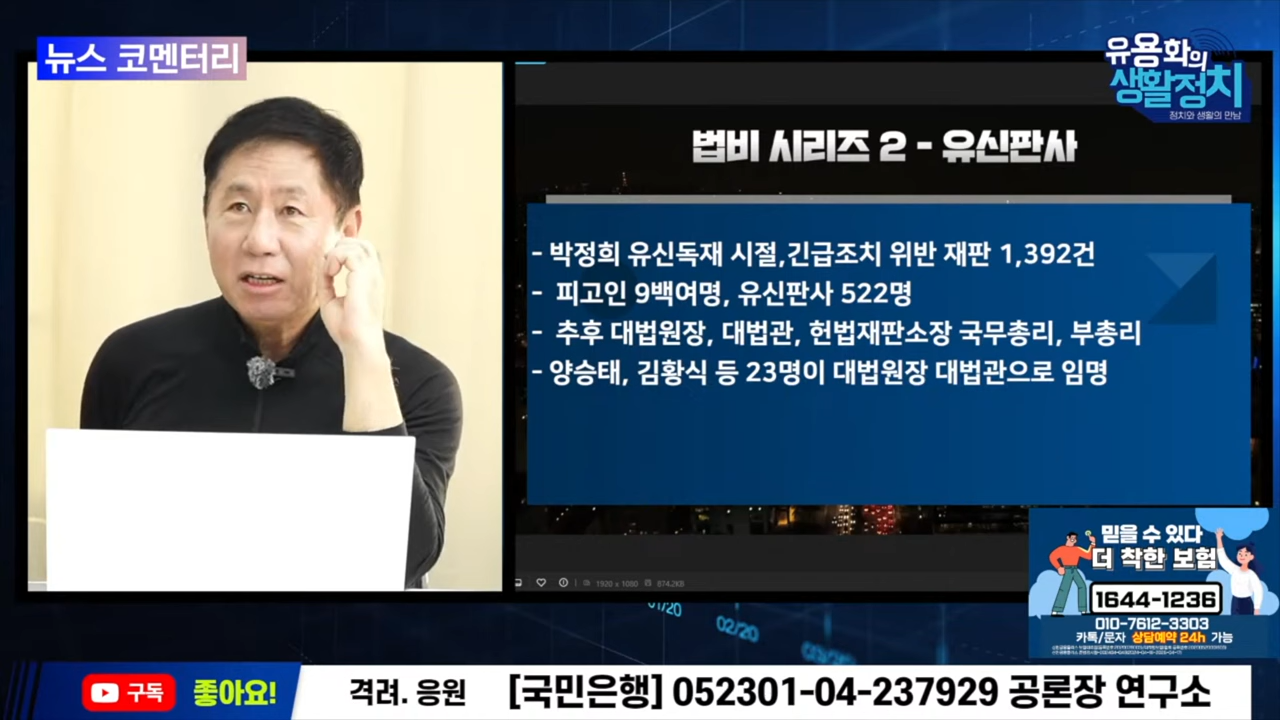 뉴스 코멘터리
유용화의
생활정치
정치와 생활의 만남
법비 시리즈 2 - 유신판사
- 박정희 유신독재 시절,긴급조치 위반 재판 1,392건
- 피고인 9백여명, 유신판사 522명
- 추후 대법원장, 대법관, 헌법재판소장 국무총리, 부총리
- 양승태, 김황식 등 23명이 대법원장 대법관으로 임명
1920 x 1080 874.2KB
01/20
02/20
믿을 수 있다
더 착한 보험
1644-1236
010-7612-3303
카톡/문자 상담예약 24h 가능
구독 좋아요! 격려. 응원 [국민은행] 052301-04-237929 공론장 연구소